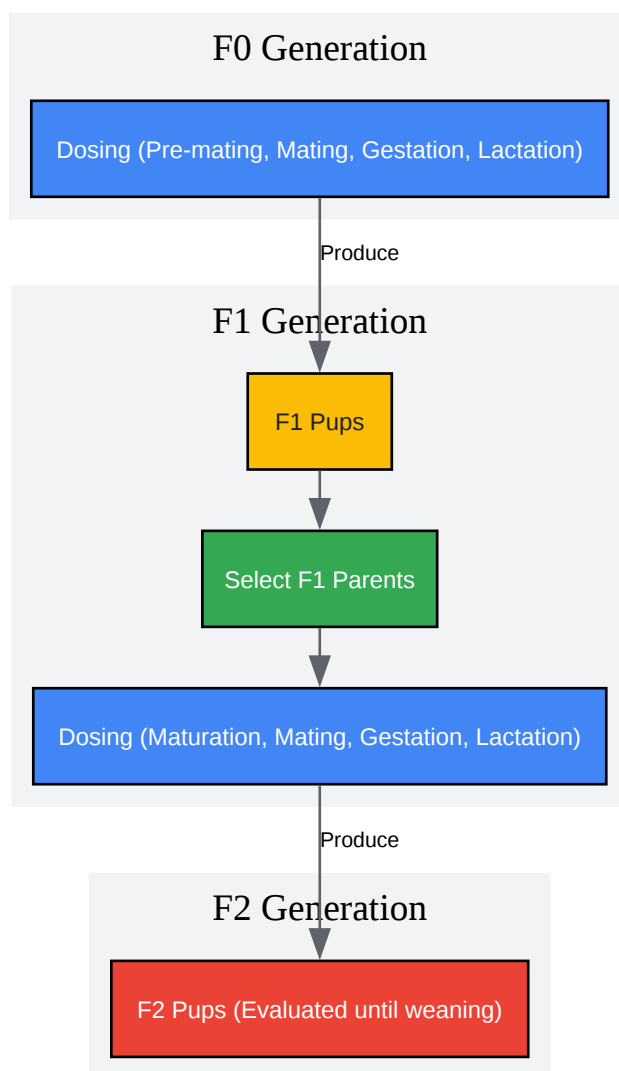 F0 Generation
Dosing (Pre-mating, Mating, Gestation, Lactation)
Produce
F1 Generation
F1 Pups
Select F1 Parents
Dosing (Maturation, Mating, Gestation, Lactation)
Produce
F2 Generation
F2 Pups (Evaluated until weaning)